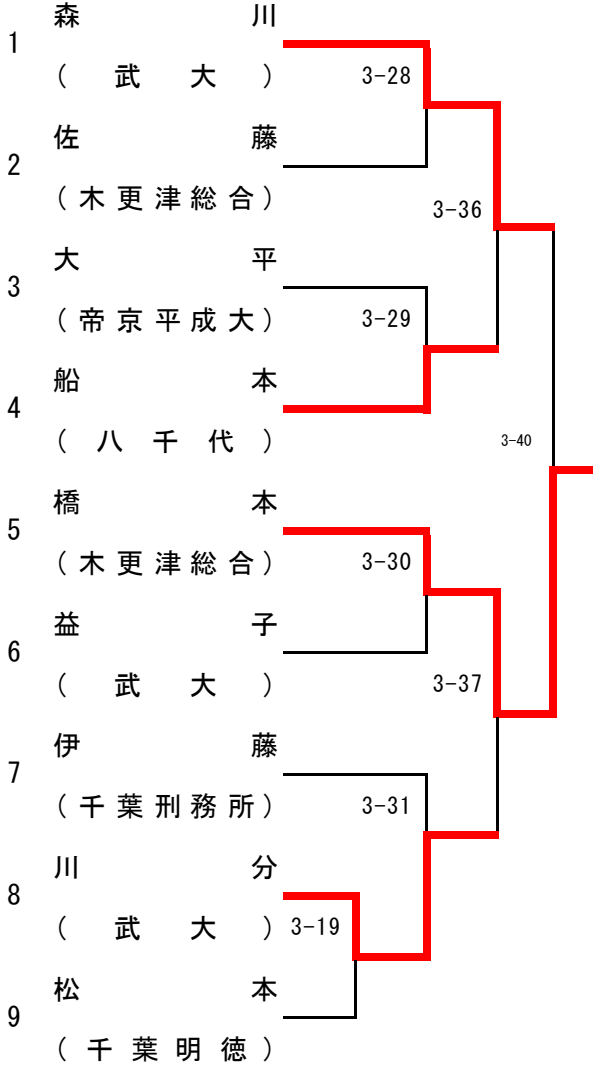 森川
1
(武大)
3-28
佐藤
2
(木更津総合)
3-36
大平
3
(帝京平成大)
3-29
船本
4
(八千代)
3-40
橋本
5
(木更津総合)
3-30
益子
6
(武大)
3-37
伊藤
7
(千葉刑務所)
3-31
川分
8
(武大)
3-19
松本
9
(千葉明徳)